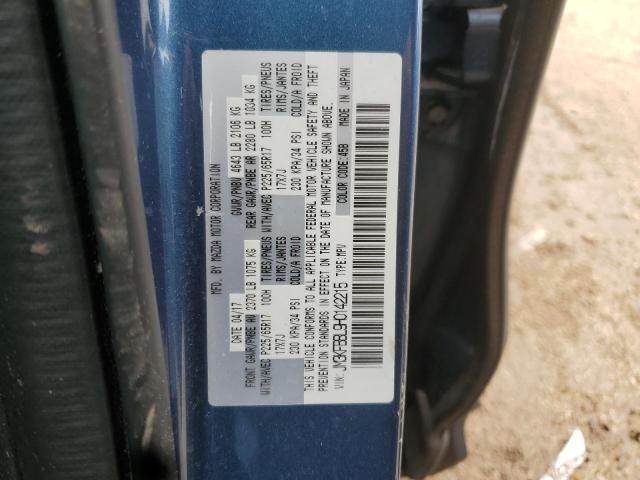 MFD. BY MAZDA MOTOR CORPORATION
DATE 04/17 GVWR/PNBV 4643 LB 2106 KG
FRONT GAWR/PNBE AV 2370 LB 1075 KG REAR GAWR/PNBE AR 2280 LB 1034 KG
WITH/AVEC P225/65R17 100H TIRES/PNEUS WITH/AVEC P225/65R17 100H TIRES/PNEUS
17X7J RIMS/JANTES 17X7J RIMS/JANTES
230 KPA/34 PSI COLD/A FROID 230 KPA/34 PSI COLD/A FROID
THIS VEHICLE CONFORMS TO ALL APPLICABLE FEDERAL MOTOR VEHICLE SAFETY AND THEFT
PREVENTION STANDARDS IN EFFECT ON THE DATE OF MANUFACTURE SHOWN ABOVE.
VIN: JM3KFBBL9H0142215 TYPE:MPV COLOR CODE:45B MADE IN JAPAN